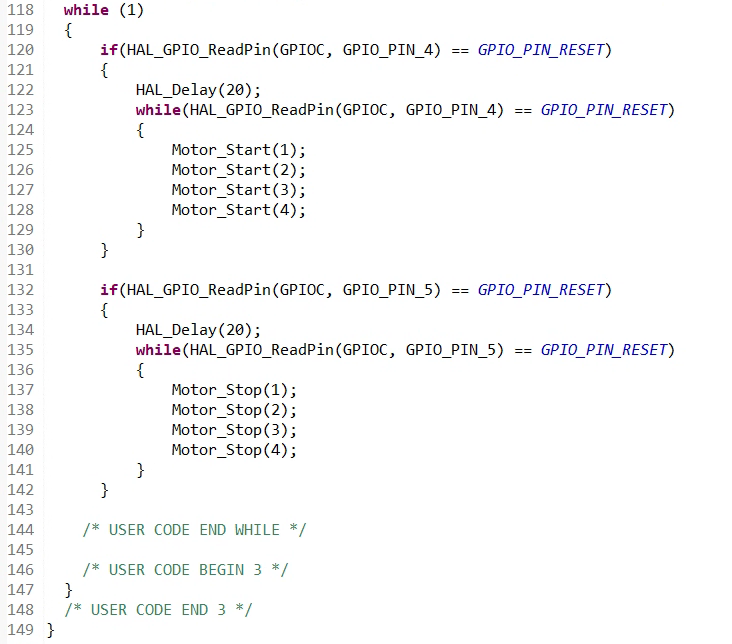 118 while (1)
119 {
120 if(HAL_GPIO_ReadPin(GPIOC, GPIO_PIN_4) == GPIO_PIN_RESET)
121 {
122 HAL_Delay(20);
123 while(HAL_GPIO_ReadPin(GPIOC, GPIO_PIN_4) == GPIO_PIN_RESET)
124 {
125 Motor_Start(1);
126 Motor_Start(2);
127 Motor_Start(3);
128 Motor_Start(4);
129 }
130 }
131
132 if(HAL_GPIO_ReadPin(GPIOC, GPIO_PIN_5) == GPIO_PIN_RESET)
133 {
134 HAL_Delay(20);
135 while(HAL_GPIO_ReadPin(GPIOC, GPIO_PIN_5) == GPIO_PIN_RESET)
136 {
137 Motor_Stop(1);
138 Motor_Stop(2);
139 Motor_Stop(3);
140 Motor_Stop(4);
141 }
142 }
143
144 /* USER CODE END WHILE */
145
146 /* USER CODE BEGIN 3 */
147 }
148 /* USER CODE END 3 */
149 }